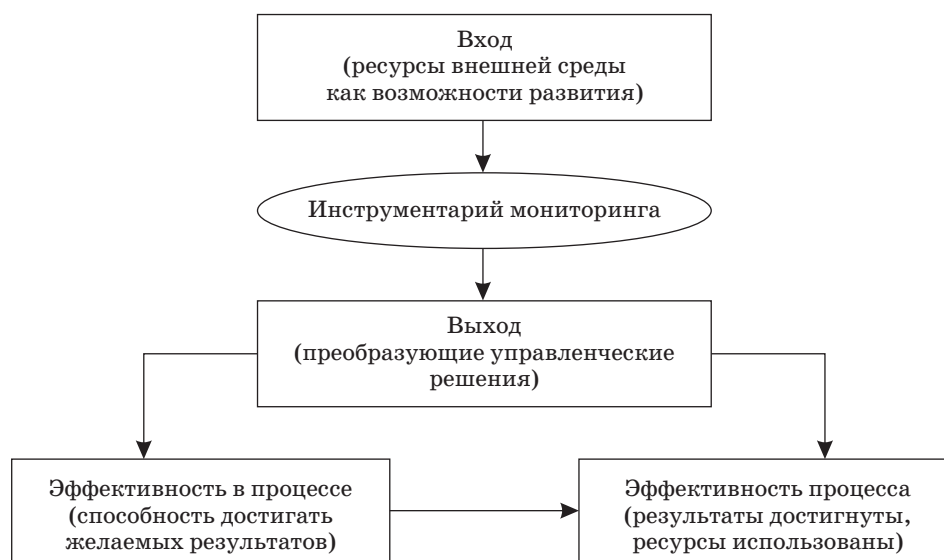 Вход
(ресурсы внешней среды
как возможности развития)
Инструментарий мониторинга
Выход
(преобразующие управленческие
решения)
Эффективность в процессе
(способность достигать
желаемых результатов)
Эффективность процесса
(результаты достигнуты,
ресурсы использованы)